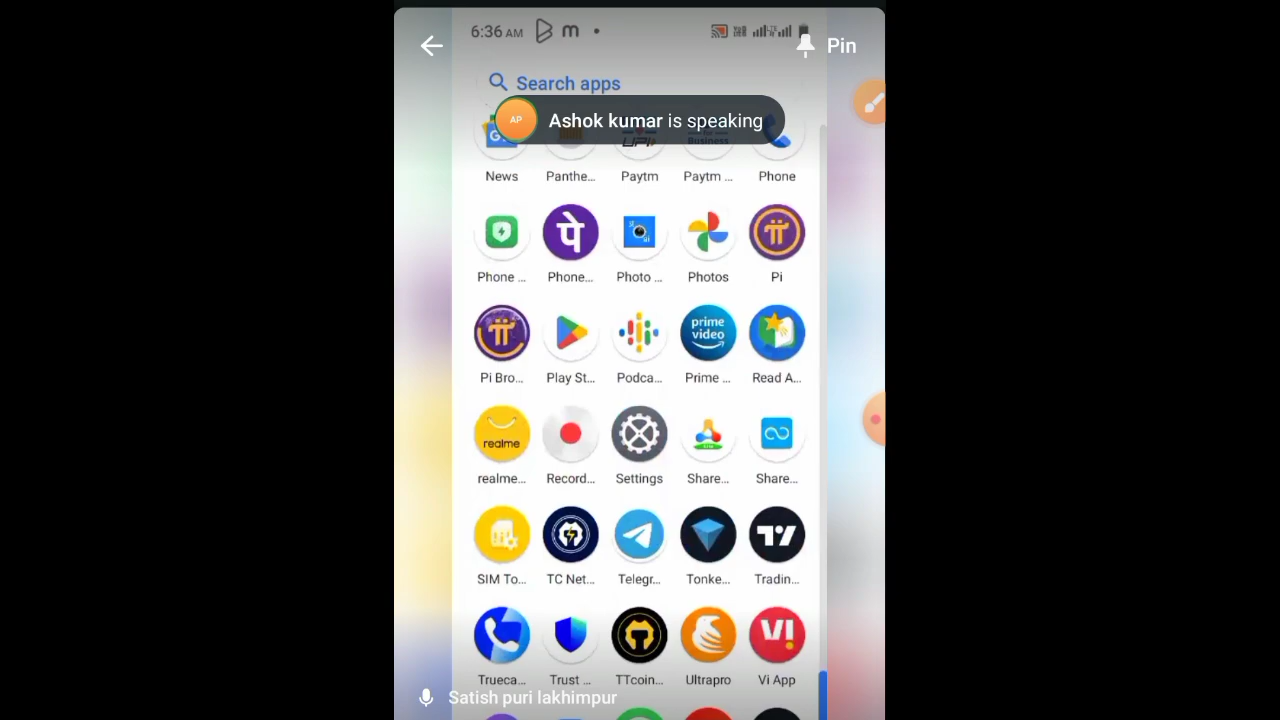 6:36 AM
Pin
Search apps
AP Ashok kumar is speaking
News Panthe... Paytm Paytm ... Phone
पे
Phone ... Phone... Photo ... Photos Pi
prime video
Pi Bro... Play St... Podca... Prime ... Read A...
realme
realme... Record... Settings Share... Share...
SIM To... TC Net... Telegr... Tonke... Tradin...
VI
Trueca... Trust ... TTcoin... Ultrapro Vi App
Satish puri lakhimpur